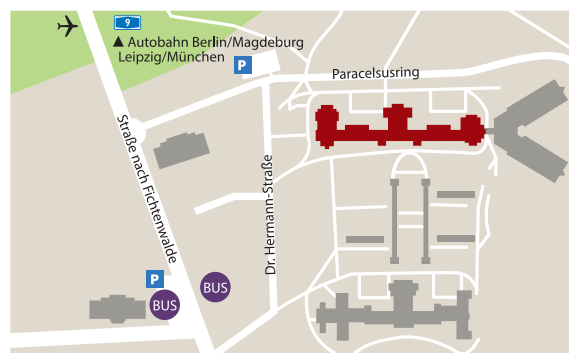 9
▲ Autobahn Berlin/Magdeburg
Leipzig/München
P
Paracelsusring
Straße nach Fichtenwalde
Dr. Hermann-Straße
P
BUS
BUS